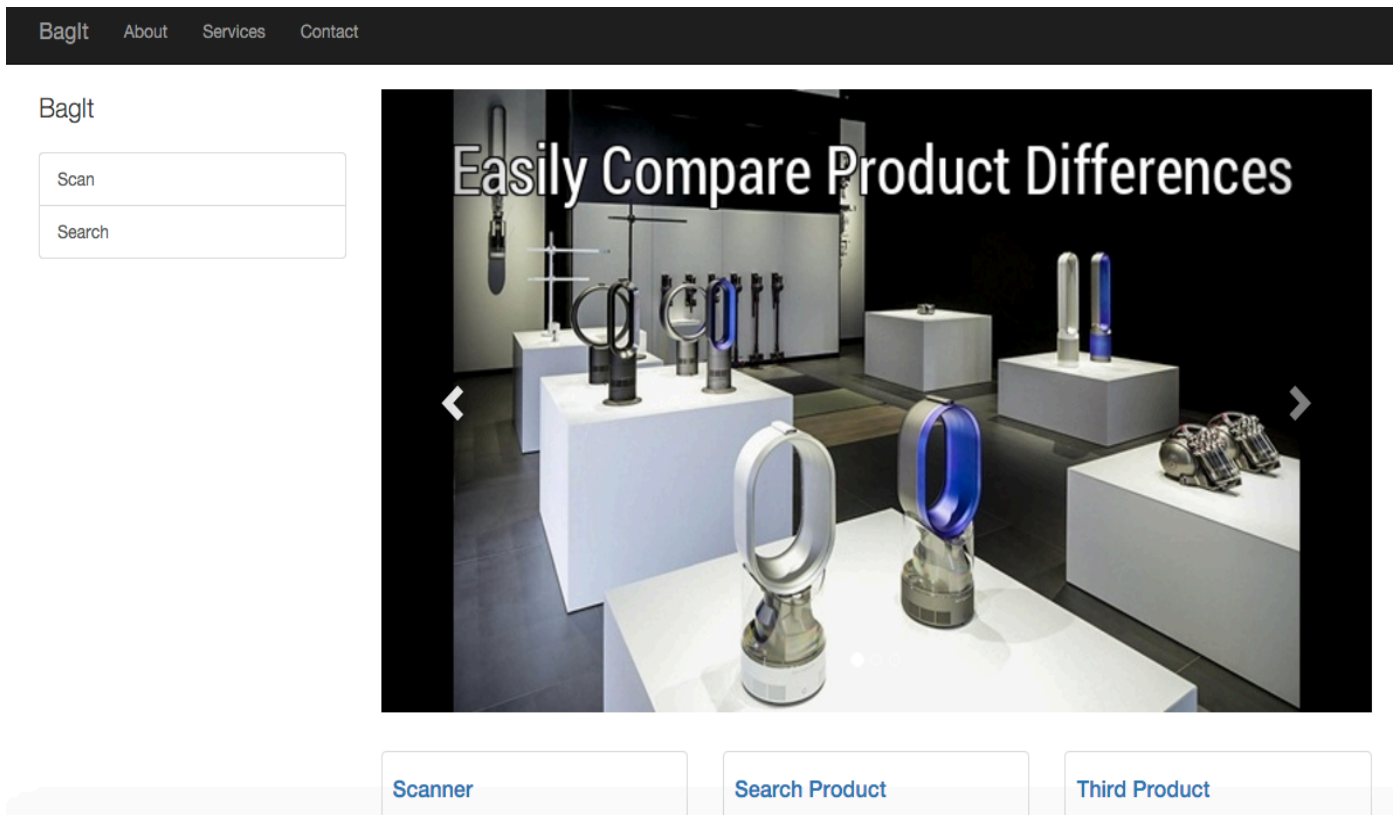 BagIt About Services Contact
BagIt
Scan
Search
Easily Compare Product Differences
Scanner
Search Product
Third Product